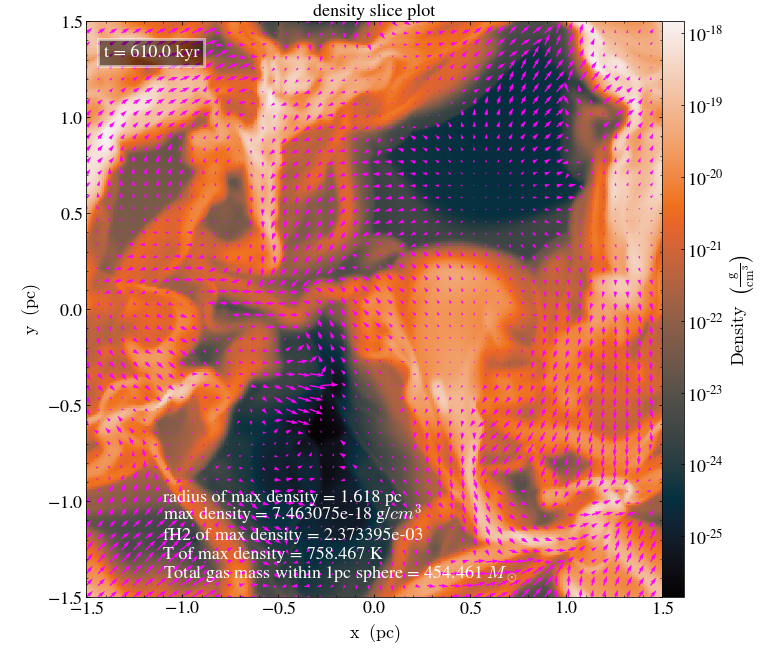 density slice plot
t = 610.0 kyr
1.5
1.0
0.5
0.0
−0.5
−1.0
−1.5
y (pc)
radius of max density = 1.618 pc
max density = 7.463075e-18 g/cm³
fH2 of max density = 2.373395e-03
T of max density = 758.467 K
Total gas mass within 1pc sphere = 454.461 M☉
−1.5 −1.0 −0.5 0.0 0.5 1.0 1.5
x (pc)
10⁻¹⁸
10⁻¹⁹
10⁻²⁰
10⁻²¹
10⁻²²
10⁻²³
10⁻²⁴
10⁻²⁵
Density (g/cm³)